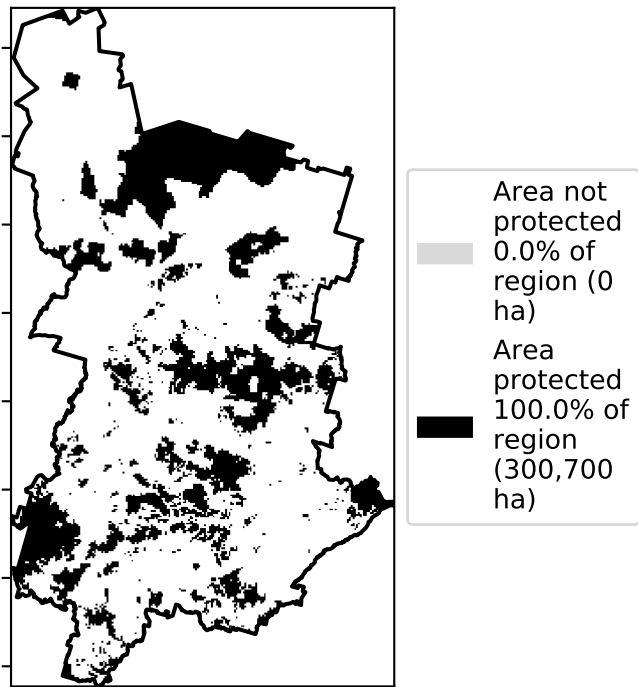 Area not
protected
0.0% of
region (0
ha)
Area
protected
100.0% of
region
(300,700
ha)